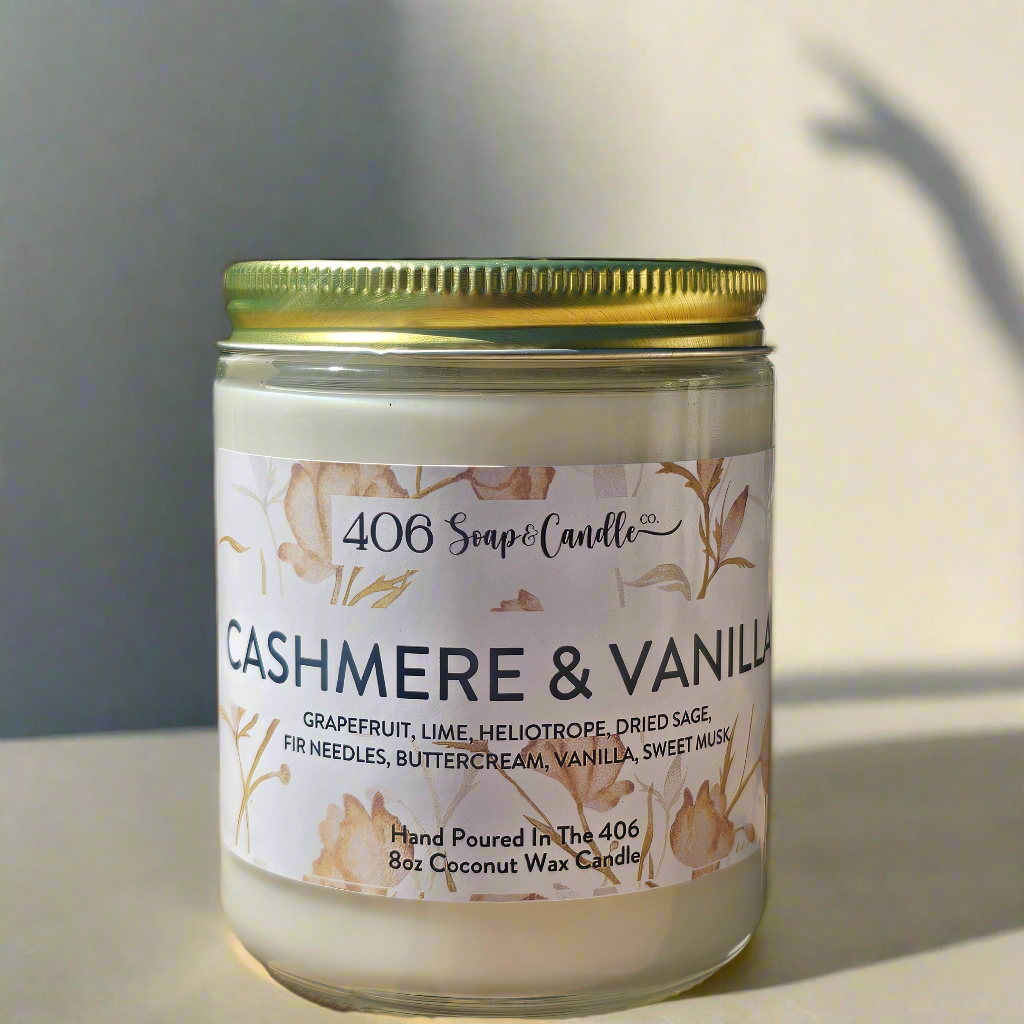 406 Soap & Candle CO.
CASHMERE & VANILLA
GRAPEFRUIT, LIME, HELIOTROPE, DRIED SAGE,
FIR NEEDLES, BUTTERCREAM, VANILLA, SWEET MUSK
Hand Poured In The 406
8oz Coconut Wax Candle